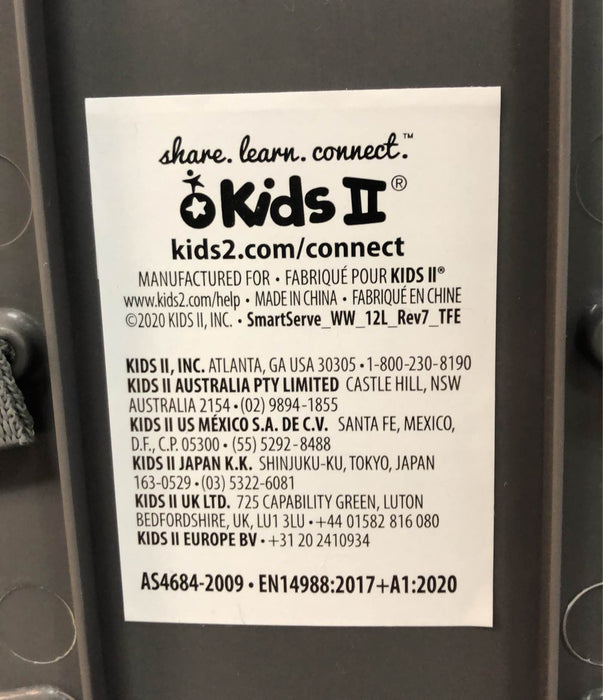 share. learn. connect.™
Kids II®
kids2.com/connect
MANUFACTURED FOR • FABRIQUÉ POUR KIDS II®
www.kids2.com/help • MADE IN CHINA • FABRIQUÉ EN CHINE
©2020 KIDS II, INC. • SmartServe_WW_12L_Rev7_TFE
KIDS II, INC. ATLANTA, GA USA 30305 • 1-800-230-8190
KIDS II AUSTRALIA PTY LIMITED CASTLE HILL, NSW
AUSTRALIA 2154 • (02) 9894-1855
KIDS II US MÉXICO S.A. DE C.V. SANTA FE, MEXICO,
D.F., C.P. 05300 • (55) 5292-8488
KIDS II JAPAN K.K. SHINJUKU-KU, TOKYO, JAPAN
163-0529 • (03) 5322-6081
KIDS II UK LTD. 725 CAPABILITY GREEN, LUTON
BEDFORDSHIRE, UK, LU1 3LU • +44 01582 816 080
KIDS II EUROPE BV • +31 20 2410934
AS4684-2009 • EN14988:2017+A1:2020